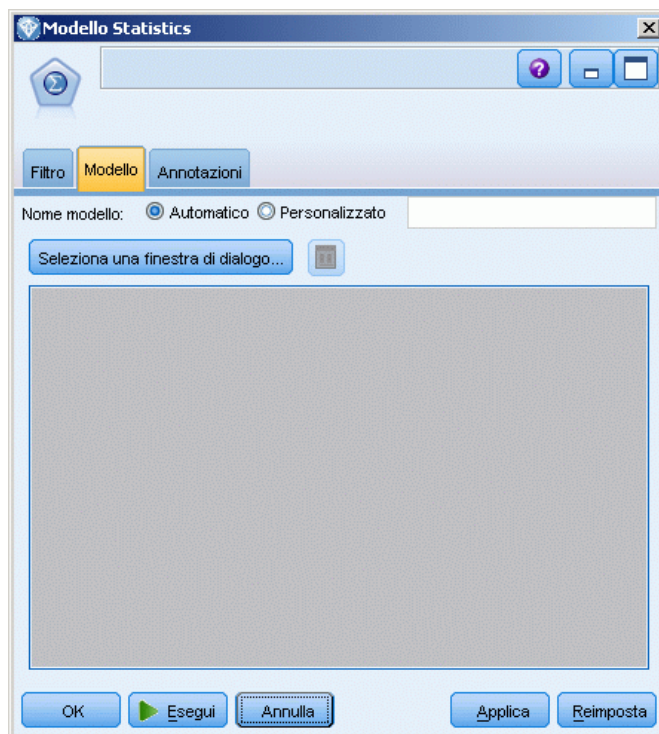 Modello Statistics
Filtro Modello Annotazioni
Nome modello: Automatico Personalizzato
Seleziona una finestra di dialogo...
OK Esegui Annulla Applica Reimposta